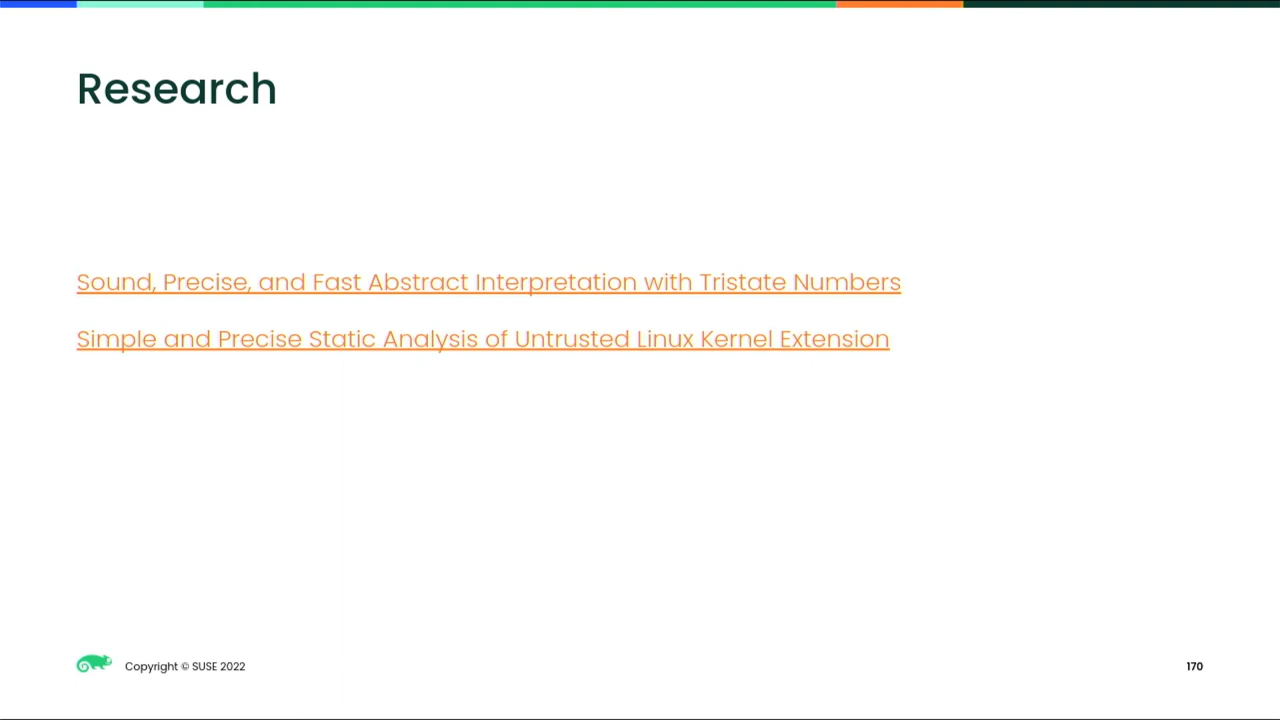 Research
Sound, Precise, and Fast Abstract Interpretation with Tristate Numbers
Simple and Precise Static Analysis of Untrusted Linux Kernel Extension
Copyright © SUSE 2022
170